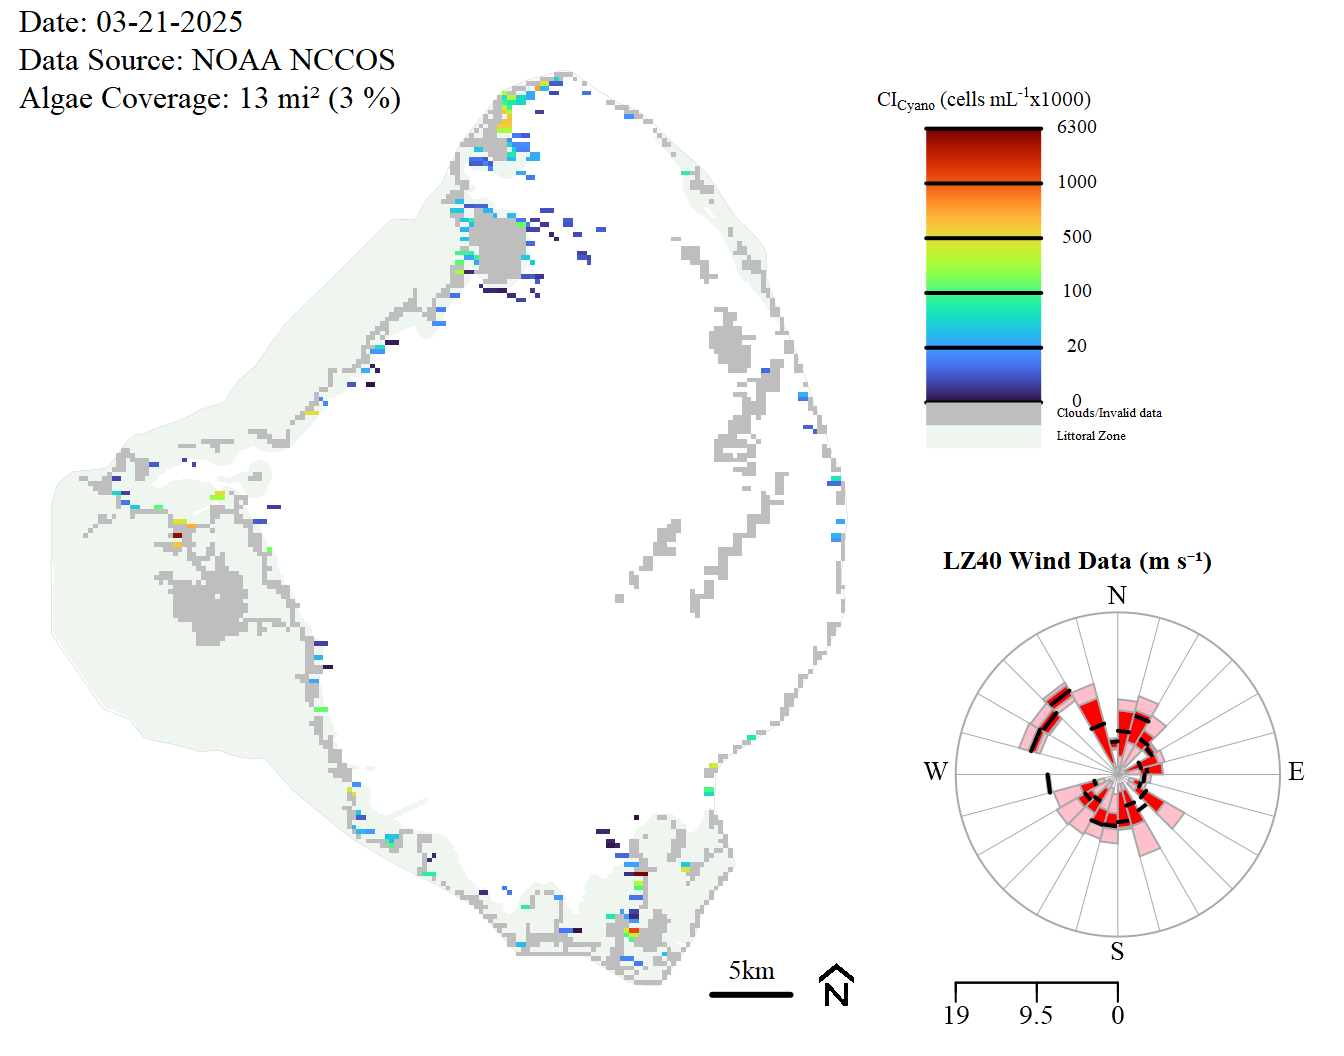 Date: 03-21-2025
Data Source: NOAA NCCOS
Algae Coverage: 13 mi² (3 %)
CI_Cyano (cells mL⁻¹x1000)
6300
1000
500
100
20
0
Clouds/Invalid data
Littoral Zone
LZ40 Wind Data (m s⁻¹)
N
W
E
S
5km
N
19 9.5 0